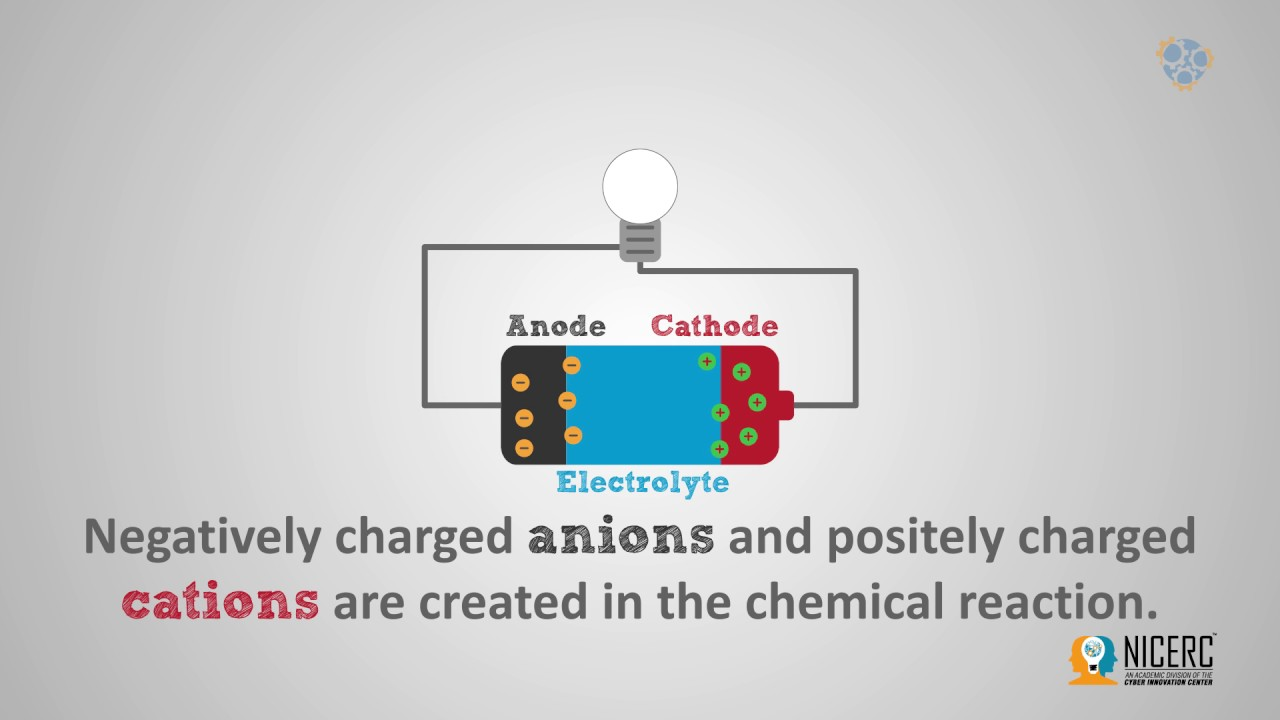 Anode Cathode
Electrolyte
Negatively charged anions and positely charged
cations are created in the chemical reaction.
NICERC™
AN ACADEMIC DIVISION OF THE
CYBER INNOVATION CENTER